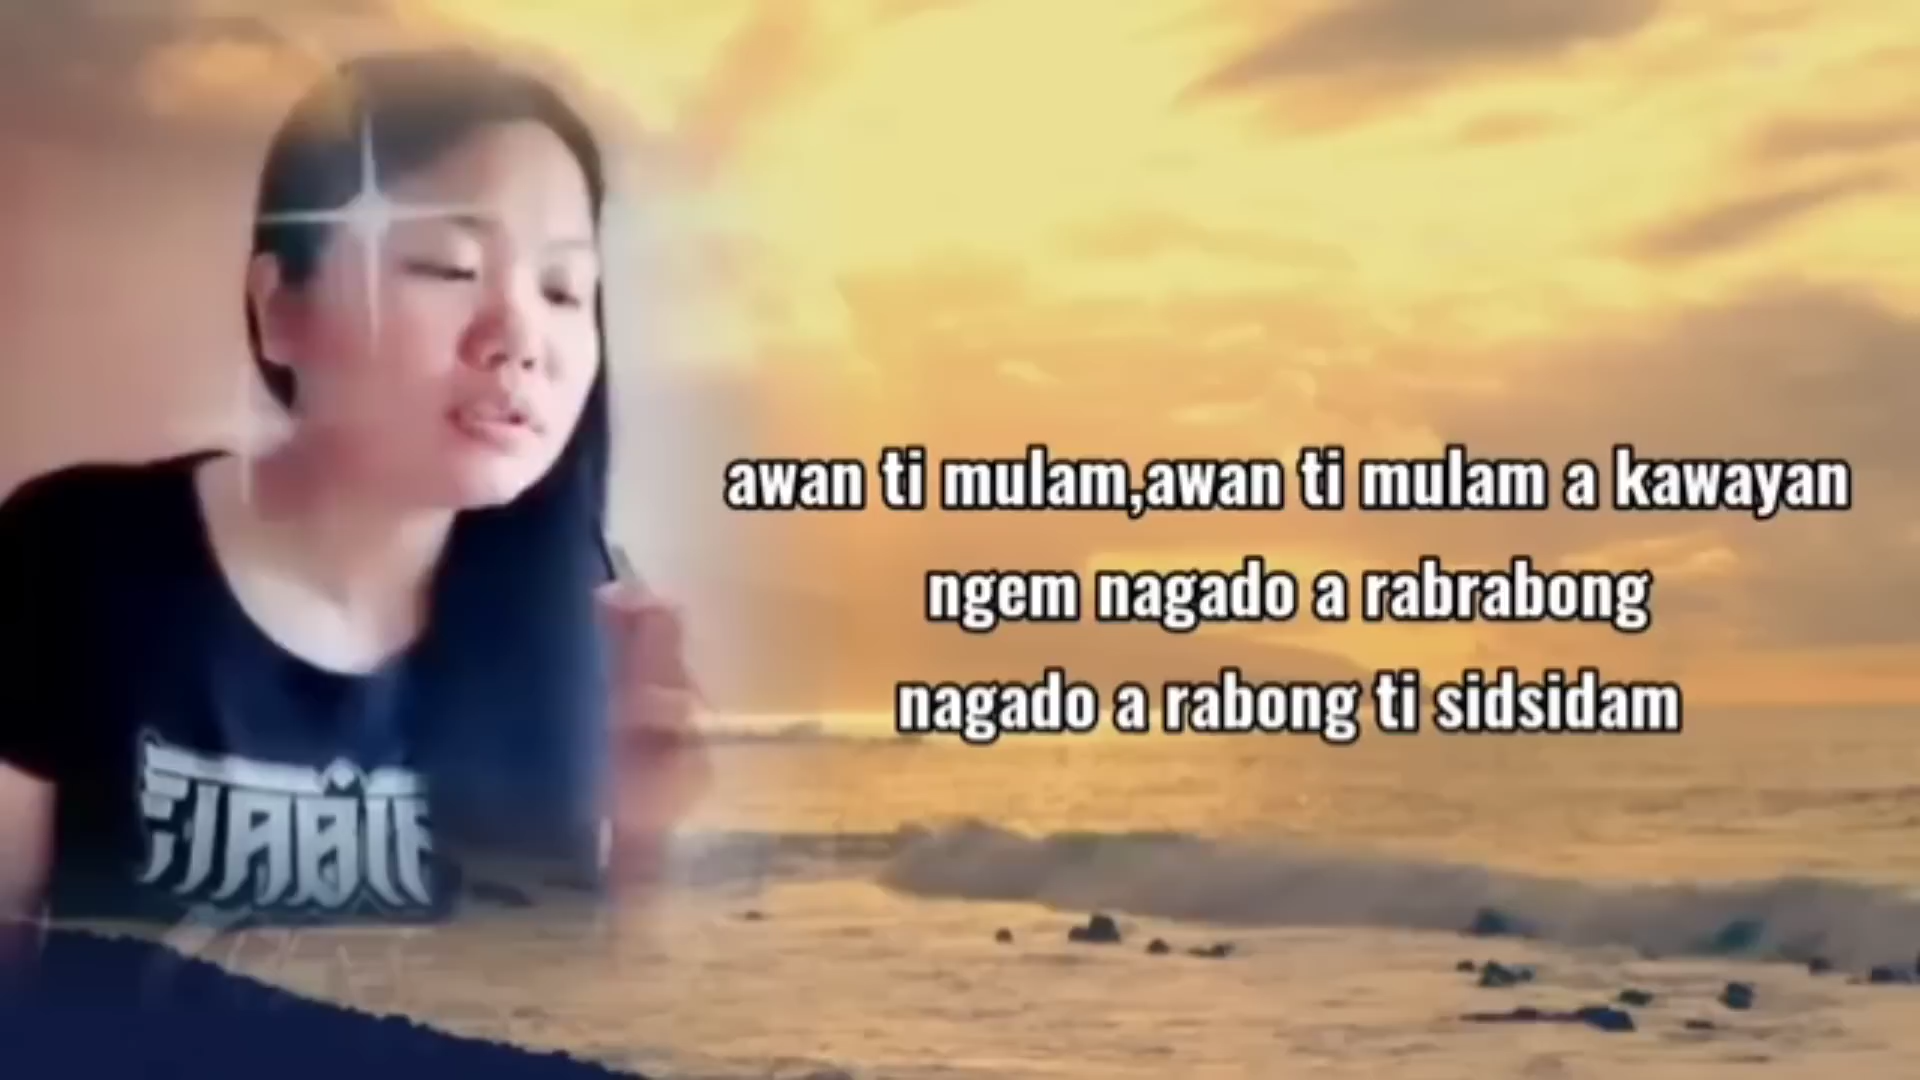 awan ti mulam,awan ti mulam a kawayan
ngem nagado a rabrabong
nagado a rabong ti sidsidam